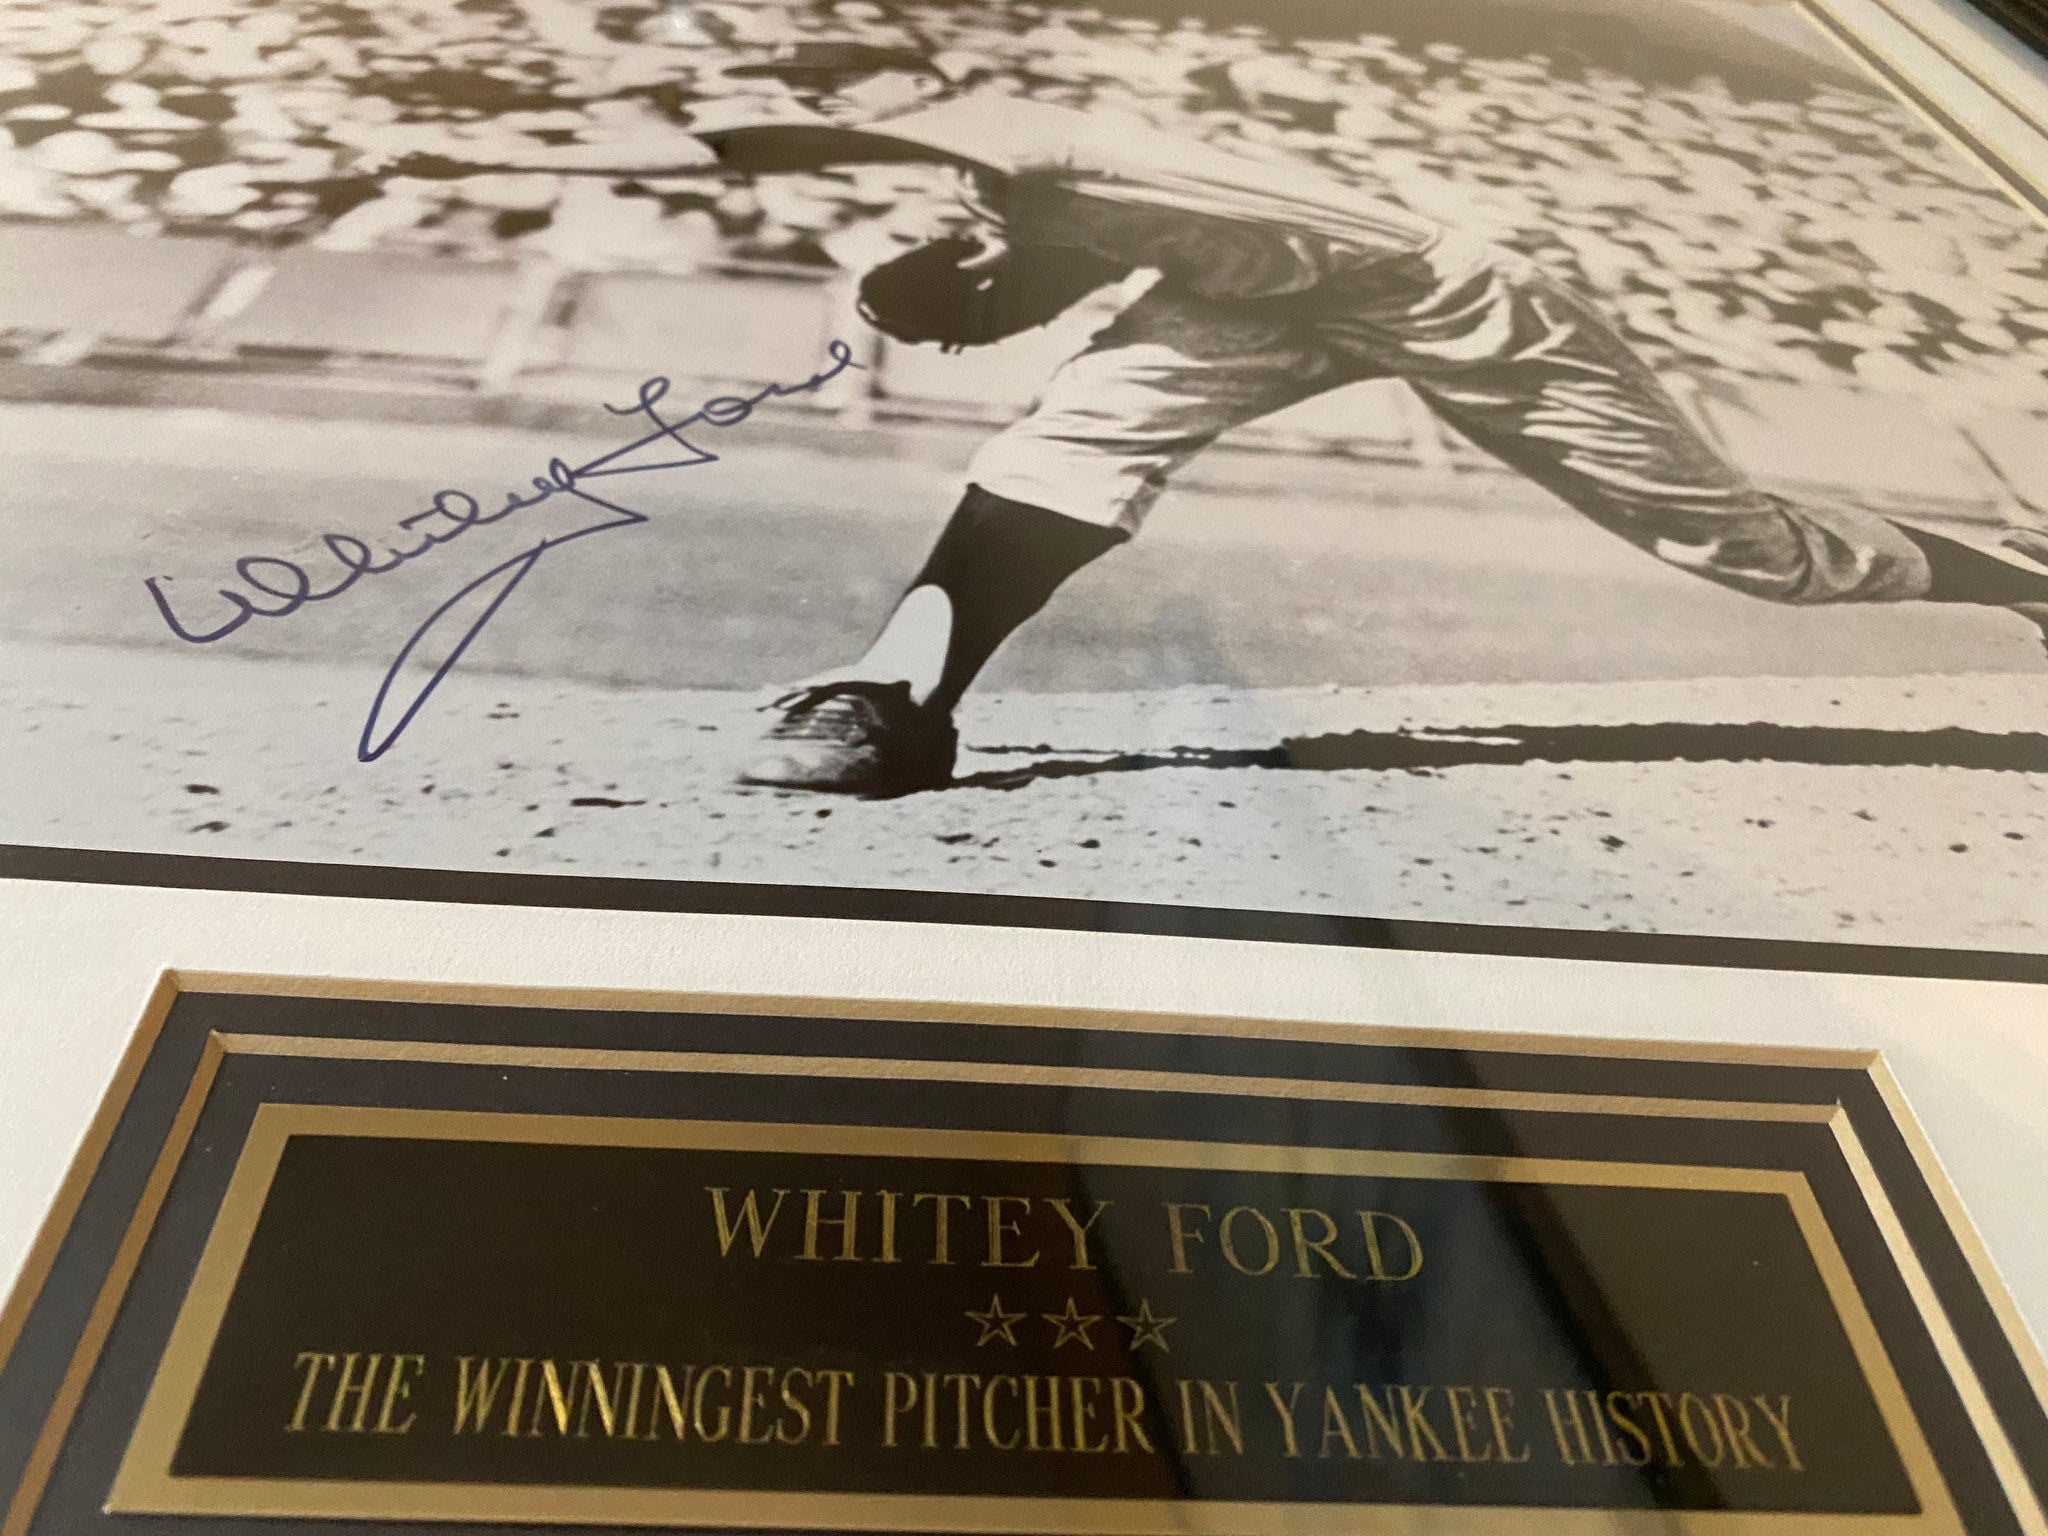 Whitey Ford
WHITEY FORD
☆☆☆
THE WINNINGEST PITCHER IN YANKEE HISTORY